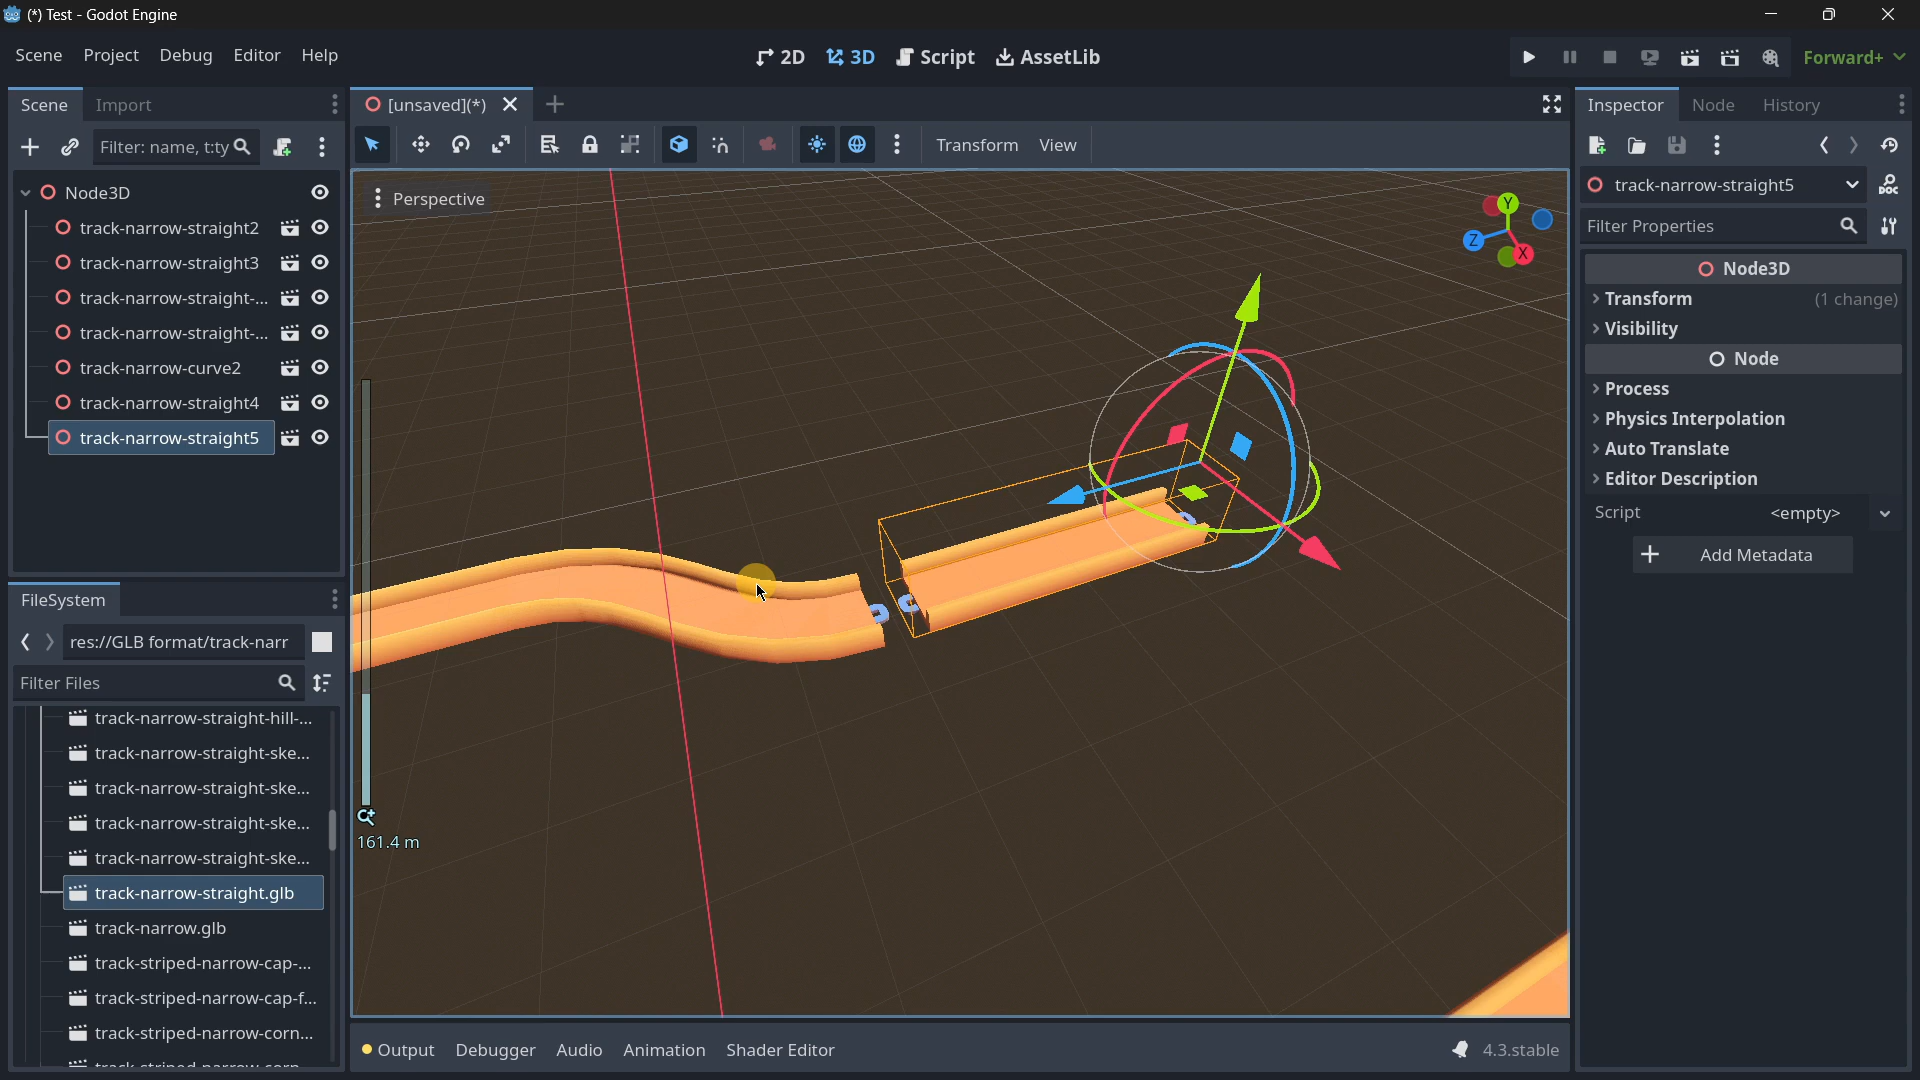 (*) Test - Godot Engine
Scene Project Debug Editor Help
2D 3D Script AssetLib
Forward+
Scene Import
Filter: name, t:ty
Node3D
track-narrow-straight2
track-narrow-straight3
track-narrow-straight-...
track-narrow-straight-...
track-narrow-curve2
track-narrow-straight4
track-narrow-straight5
FileSystem
res://GLB format/track-narr
Filter Files
track-narrow-straight-hill-...
track-narrow-straight-ske...
track-narrow-straight-ske...
track-narrow-straight-ske...
track-narrow-straight-ske...
track-narrow-straight.glb
track-narrow.glb
track-striped-narrow-cap-...
track-striped-narrow-cap-f...
track-striped-narrow-corn...
track-striped-narrow-corn...
[unsaved](*)
Transform View
Perspective
Y
Z
X
161.4 m
Output Debugger Audio Animation Shader Editor
4.3.stable
Inspector Node History
track-narrow-straight5
DOC
Filter Properties
Node3D
Transform (1 change)
Visibility
Node
Process
Physics Interpolation
Auto Translate
Editor Description
Script <empty>
Add Metadata